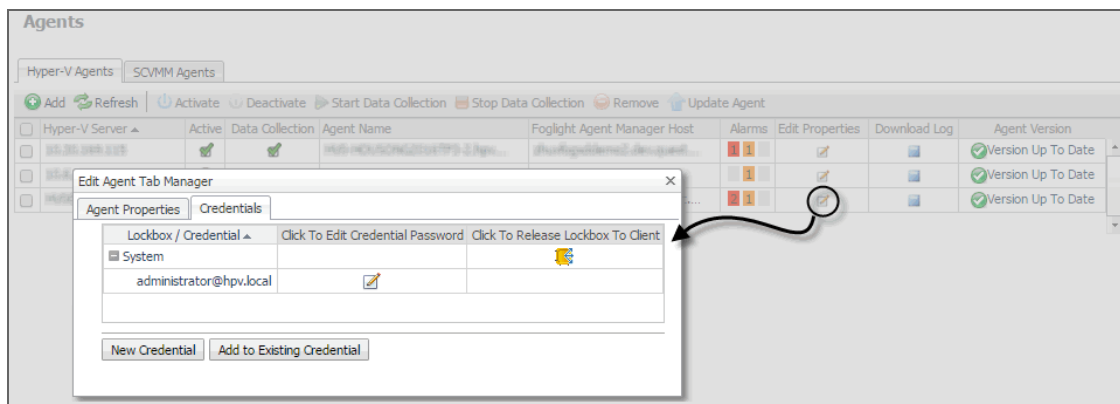 Agents
Hyper-V Agents SCVMM Agents
Add Refresh Activate Deactivate Start Data Collection Stop Data Collection Remove Update Agent
Hyper-V Server Active Data Collection Agent Name Foglight Agent Manager Host Alarms Edit Properties Download Log Agent Version
1 1 Version Up To Date
1 Version Up To Date
2 1 Version Up To Date
Edit Agent Tab Manager
Agent Properties Credentials
Lockbox / Credential Click To Edit Credential Password Click To Release Lockbox To Client
System
administrator@hpv.local
New Credential Add to Existing Credential